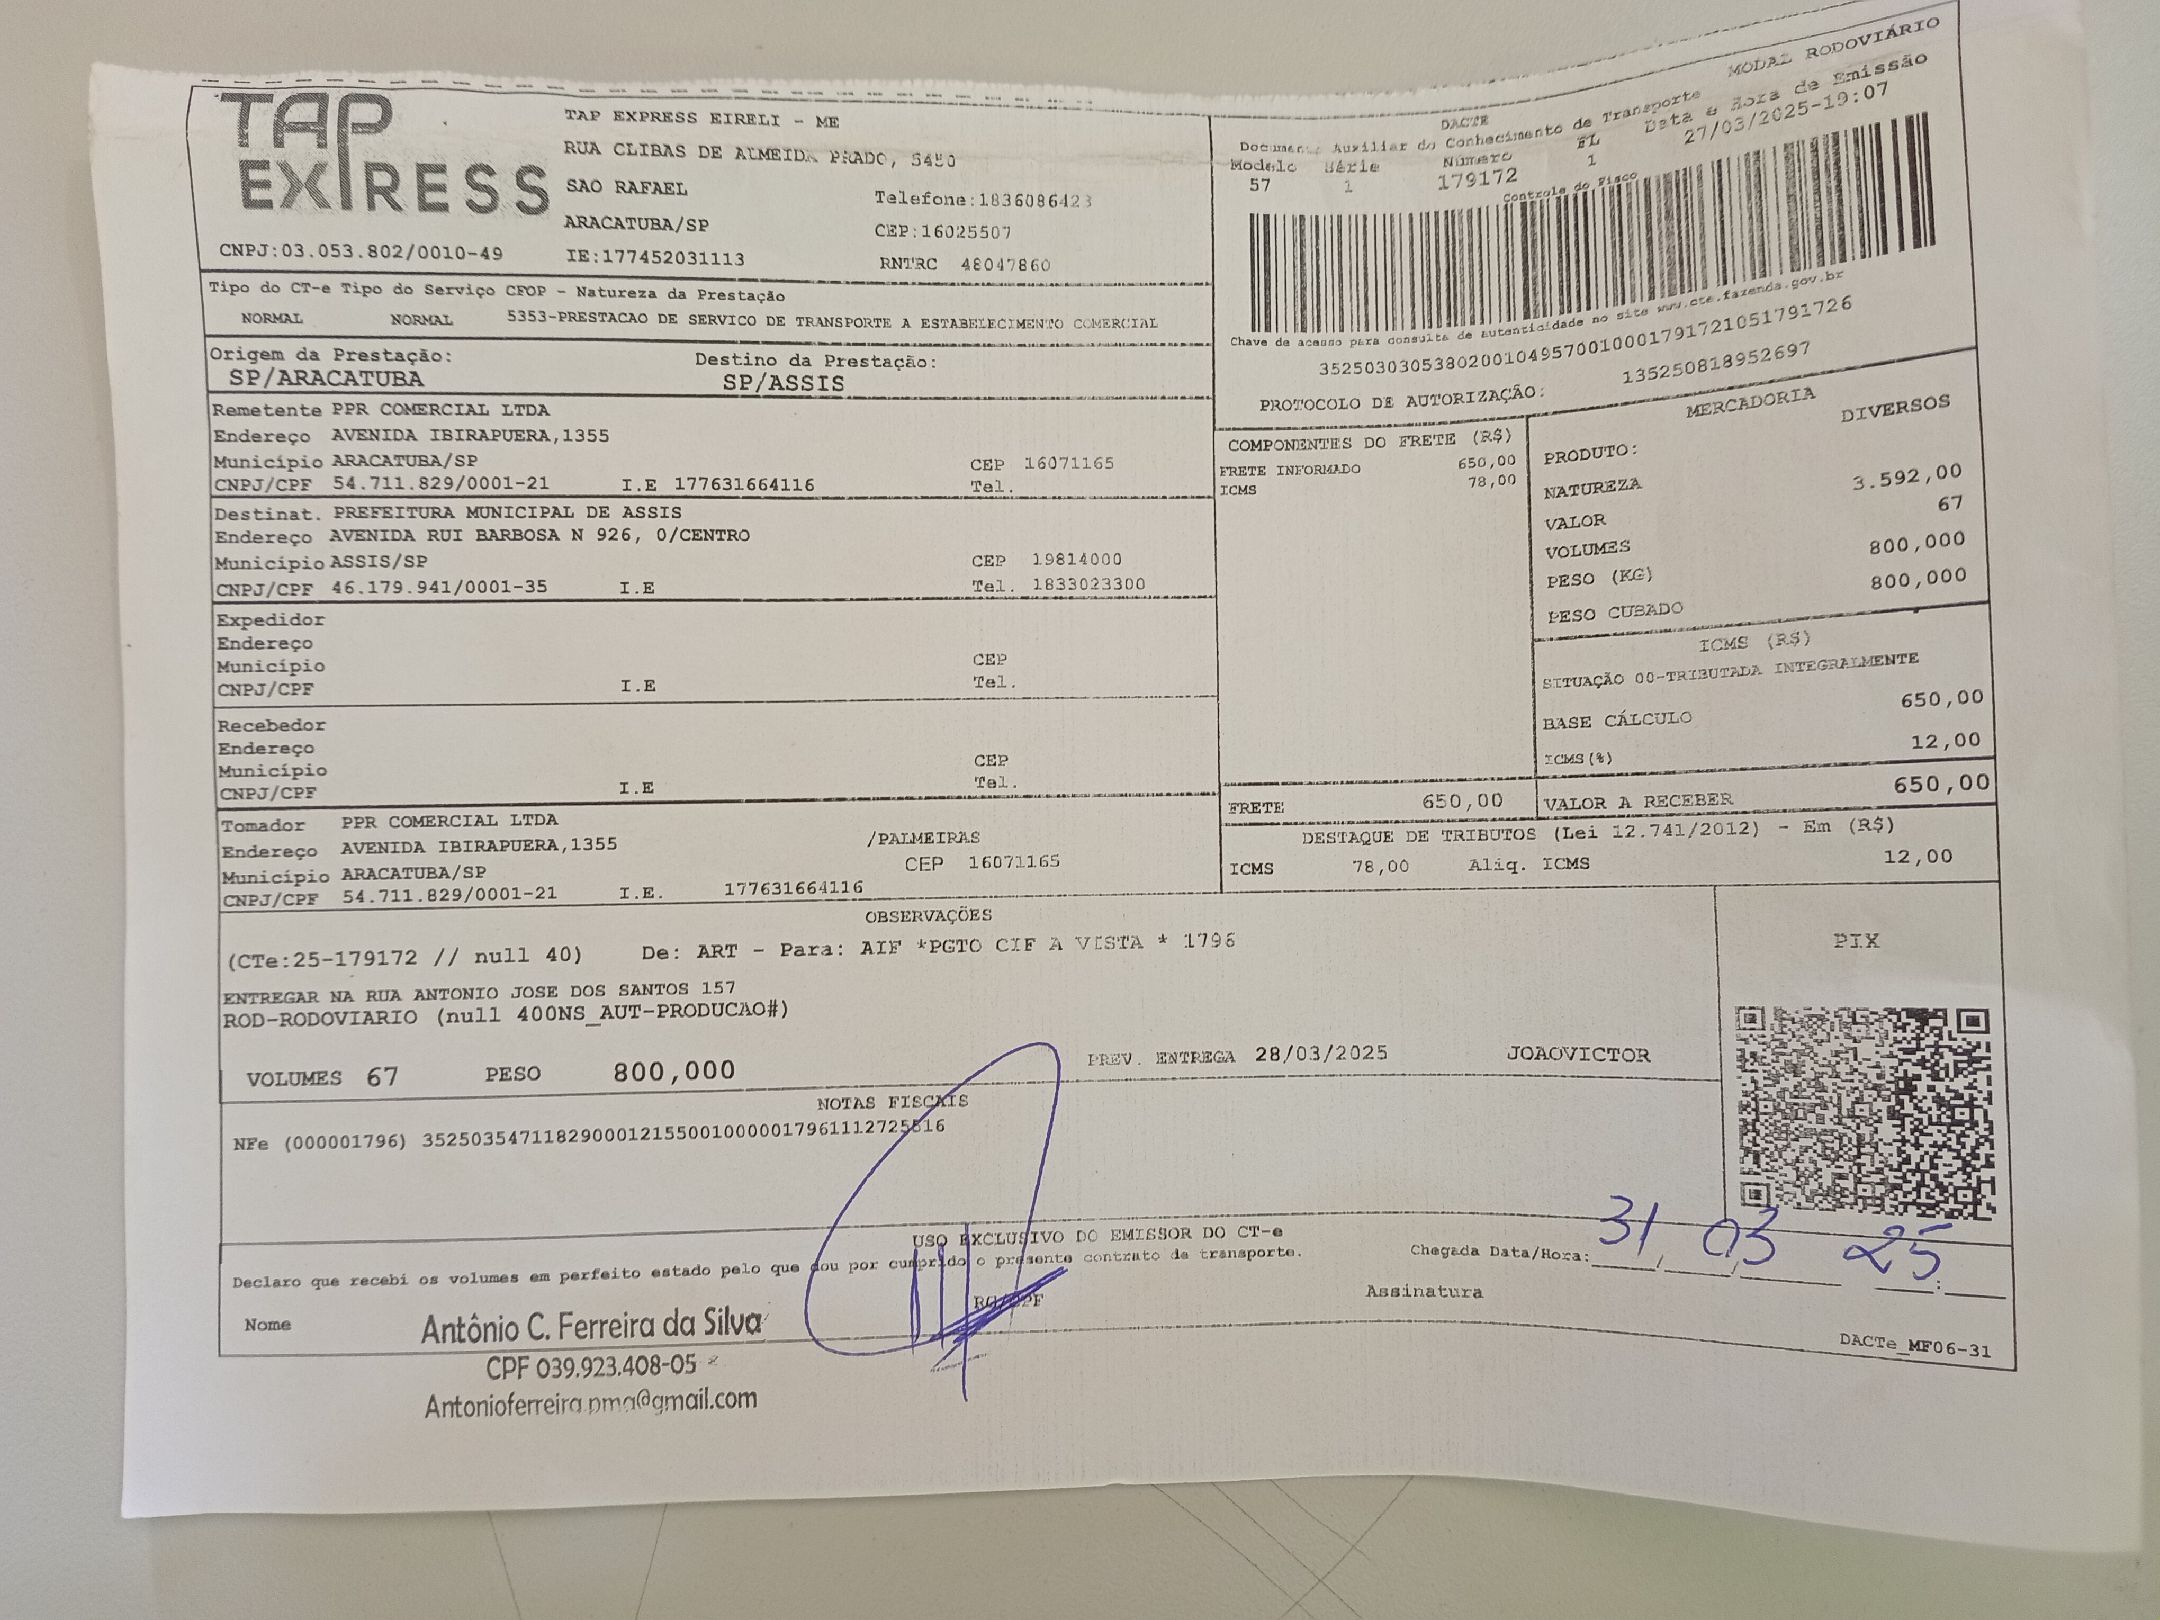 TAP EXPRESS
TAP EXPRESS EIRELI - ME
RUA CLIBAS DE ALMEIDA PRADO, 5450
SAO RAFAEL
Telefone:1836086423
ARACATUBA/SP
CEP:16025507
CNPJ:03.053.802/0010-49
IE:177452031113
RNTRC 48047860
MODAL RODOVIÁRIO
DACTE
Documento Auxiliar do Conhecimento de Transporte
Data e Hora de Emissão
Modelo Série Número FL 27/03/2025-19:07
57 1 179172 1
Controle do Fisco
Chave de acesso para consulta de autenticidade no site www.cte.fazenda.gov.br
35250303053802001049570010001791721051791726
PROTOCOLO DE AUTORIZAÇÃO: 135250818952697
Tipo do CT-e Tipo do Serviço CFOP - Natureza da Prestação
NORMAL NORMAL 5353-PRESTACAO DE SERVICO DE TRANSPORTE A ESTABELECIMENTO COMERCIAL
Origem da Prestação: Destino da Prestação:
SP/ARACATUBA SP/ASSIS
Remetente PPR COMERCIAL LTDA
Endereço AVENIDA IBIRAPUERA,1355
Município ARACATUBA/SP CEP 16071165
CNPJ/CPF 54.711.829/0001-21 I.E 177631664116 Tel.
Destinat. PREFEITURA MUNICIPAL DE ASSIS
Endereço AVENIDA RUI BARBOSA N 926, 0/CENTRO
Município ASSIS/SP CEP 19814000
CNPJ/CPF 46.179.941/0001-35 I.E Tel. 1833023300
Expedidor
Endereço
Município CEP
CNPJ/CPF I.E Tel.
Recebedor
Endereço
Município CEP
CNPJ/CPF I.E Tel.
Tomador PPR COMERCIAL LTDA
Endereço AVENIDA IBIRAPUERA,1355 /PALMEIRAS
Município ARACATUBA/SP CEP 16071165
CNPJ/CPF 54.711.829/0001-21 I.E. 177631664116
COMPONENTES DO FRETE (R$)
FRETE INFORMADO 650,00
ICMS 78,00
FRETE 650,00
MERCADORIA
PRODUTO: DIVERSOS
NATUREZA
VALOR 3.592,00
VOLUMES 67
PESO (KG) 800,000
PESO CUBADO 800,000
ICMS (R$)
SITUAÇÃO 00-TRIBUTADA INTEGRALMENTE
BASE CÁLCULO 650,00
ICMS(%) 12,00
VALOR A RECEBER 650,00
DESTAQUE DE TRIBUTOS (Lei 12.741/2012) - Em (R$)
ICMS 78,00 Aliq. ICMS 12,00
OBSERVAÇÕES
(CTe:25-179172 // null 40) De: ART - Para: AIF *PGTO CIF A VISTA * 1796
ENTREGAR NA RUA ANTONIO JOSE DOS SANTOS 157
ROD-RODOVIARIO (null 400NS_AUT-PRODUCAO#)
VOLUMES 67 PESO 800,000 PREV. ENTREGA 28/03/2025 JOAOVICTOR
PIX
NOTAS FISCAIS
NFe (000001796) 35250354711829000121550010000017961112725516
USO EXCLUSIVO DO EMISSOR DO CT-e
Declaro que recebi os volumes em perfeito estado pelo que dou por cumprido o presente contrato de transporte.
Chegada Data/Hora: 31/03/25 :
Nome RG/CPF Assinatura
Antônio C. Ferreira da Silva
CPF 039.923.408-05
Antonioferreira.pma@gmail.com
DACTe_MF06-31